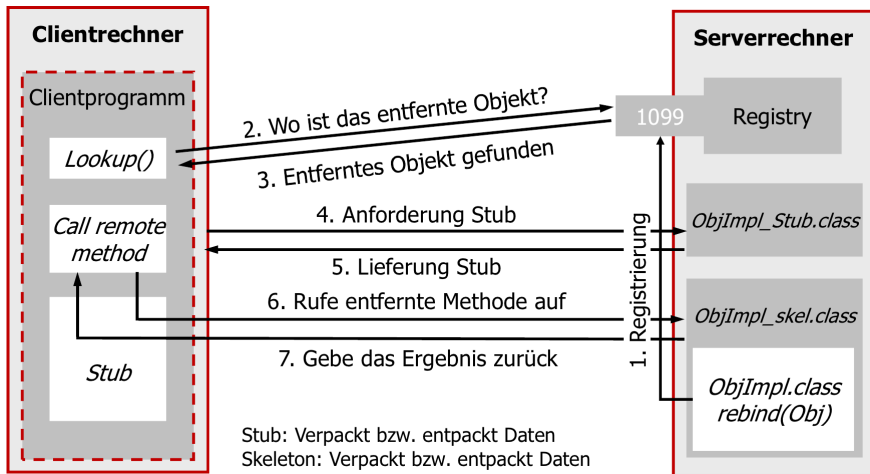 Clientrechner
Clientprogramm
Lookup()
Call remote
method
Stub
2. Wo ist das entfernte Objekt?
3. Entferntes Objekt gefunden
4. Anforderung Stub
5. Lieferung Stub
6. Rufe entfernte Methode auf
7. Gebe das Ergebnis zurück
1. Registrierung
Serverrechner
1099
Registry
ObjImpl_Stub.class
ObjImpl_skel.class
ObjImpl.class
rebind(Obj)
Stub: Verpackt bzw. entpackt Daten
Skeleton: Verpackt bzw. entpackt Daten